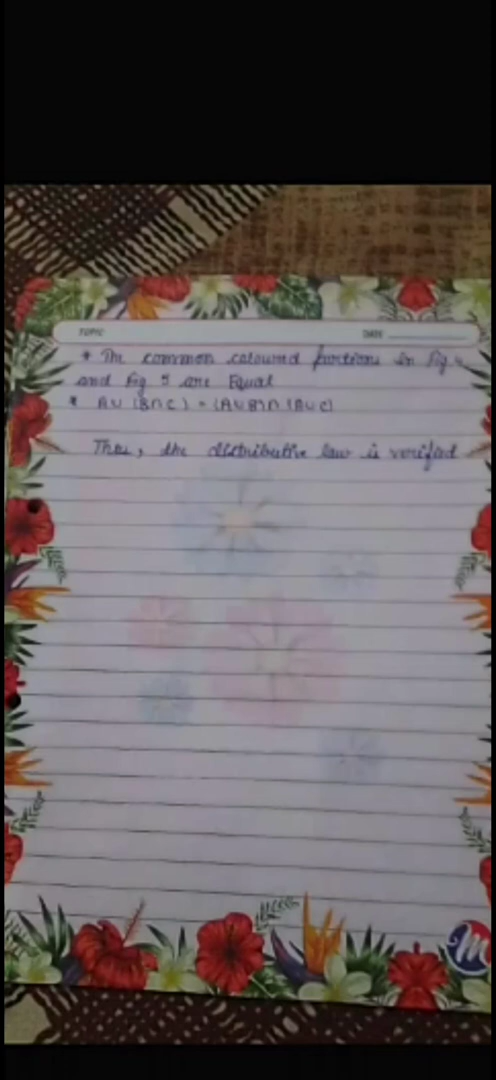 TOPIC DATE
* The common coloured portions in Fig 4
and Fig 5 are Equal
* A∪(B∩C) = (A∪B)∩(A∪C)
Thus, the distributive law is verified
M